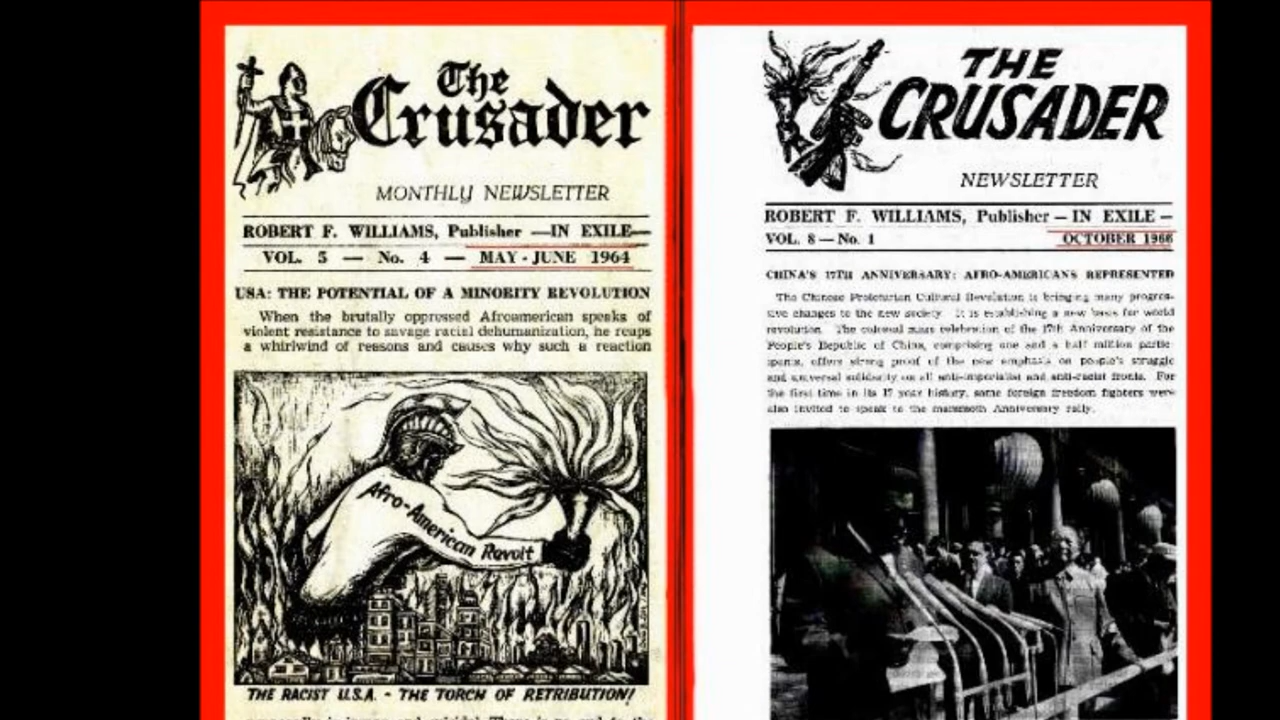 The
Crusader
MONTHLY NEWSLETTER
ROBERT F. WILLIAMS, Publisher —IN EXILE—
VOL. 5 — No. 4 — MAY - JUNE 1964
USA: THE POTENTIAL OF A MINORITY REVOLUTION
When the brutally oppressed Afroamerican speaks of
violent resistance to savage racial dehumanization, he reaps
a whirlwind of reasons and causes why such a reaction
Afro-American Revolt
THE RACIST U.S.A - THE TORCH OF RETRIBUTION!
THE
CRUSADER
NEWSLETTER
ROBERT F. WILLIAMS, Publisher — IN EXILE —
VOL. 8 — No. 1 OCTOBER 1966
CHINA'S 17TH ANNIVERSARY: AFRO-AMERICANS REPRESENTED
The Chinese Proletarian Cultural Revolution is bringing many progres-
sive changes to the new society. It is establishing a new basis for world
revolution. The colossal mass celebration of the 17th Anniversary of the
People's Republic of China, comprising one and a half million partic-
ipants, offers strong proof of the new emphasis on people's struggle
and universal solidarity on all anti-imperialist and anti-racist fronts. For
the first time in its 17 year history, some foreign freedom fighters were
also invited to speak to the mammoth Anniversary rally.